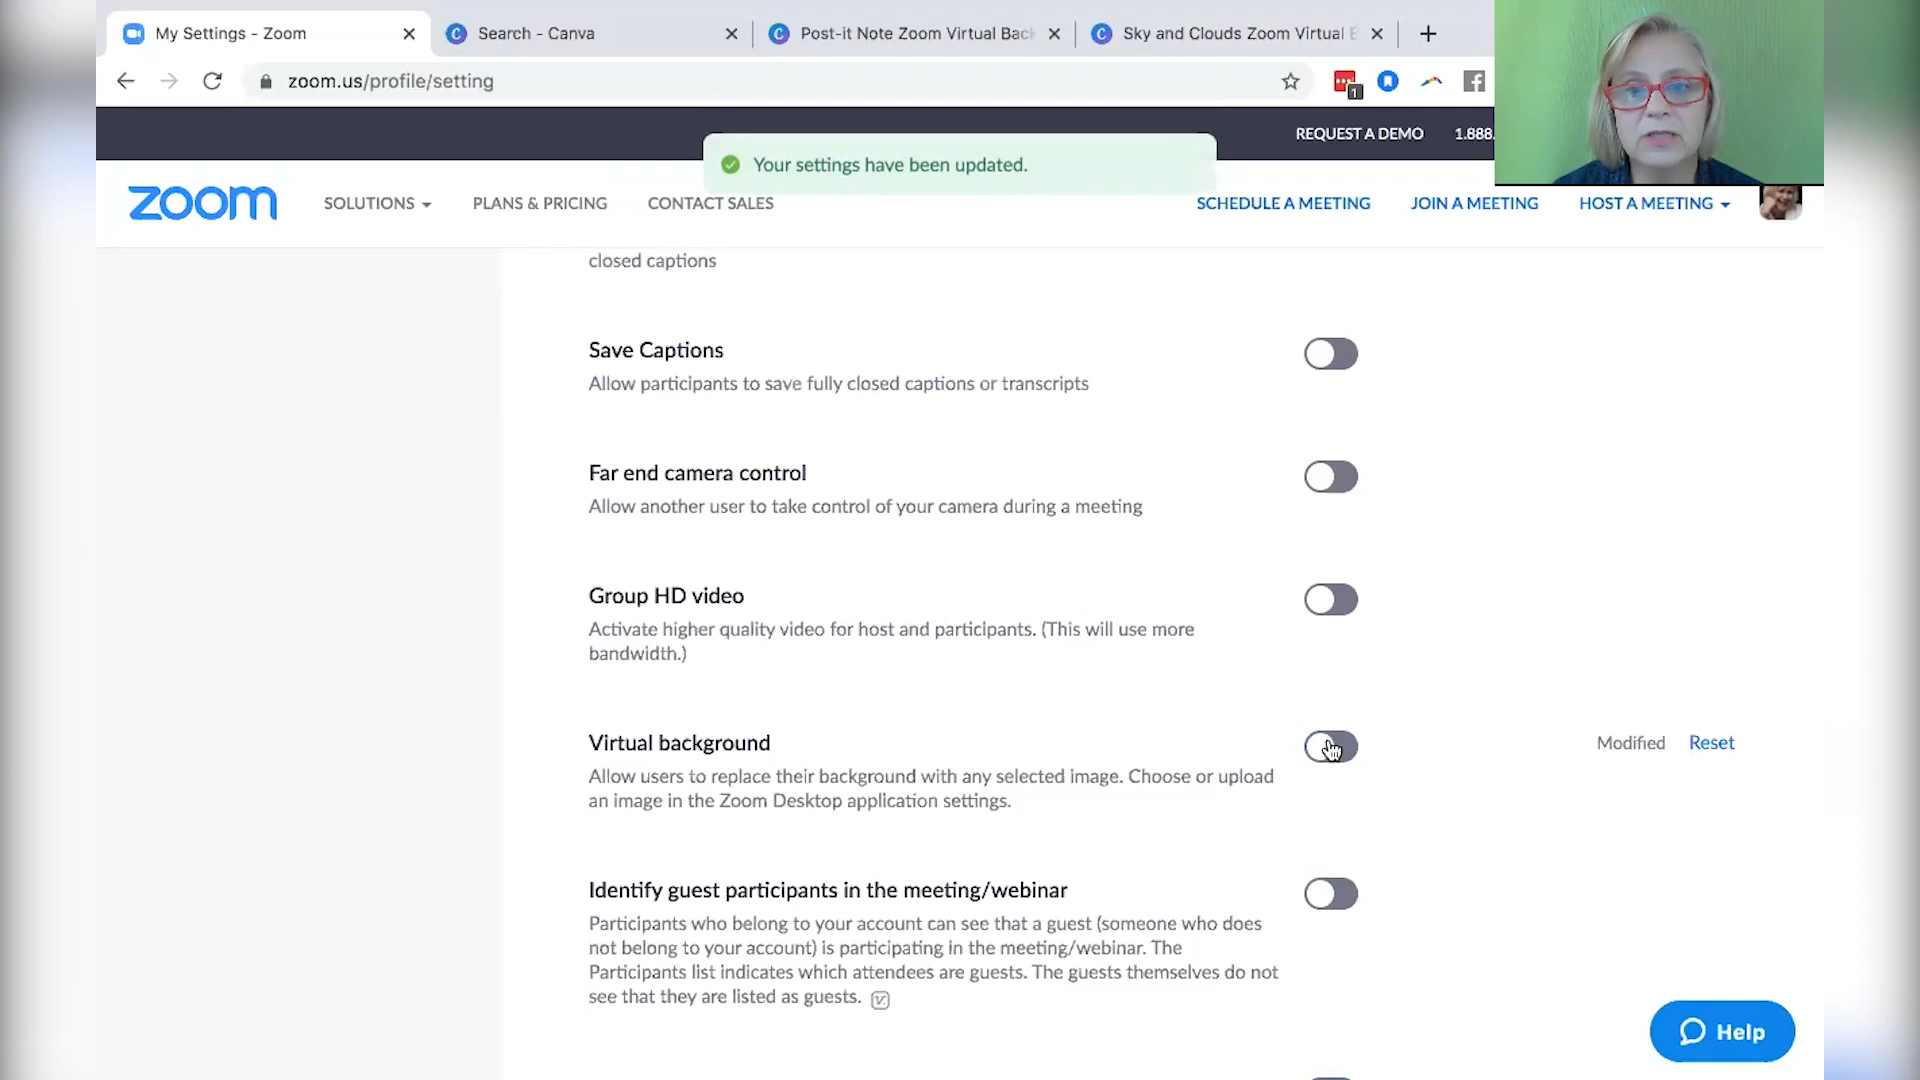 My Settings - Zoom
Search - Canva
Post-it Note Zoom Virtual Bac
Sky and Clouds Zoom Virtual B
zoom.us/profile/setting
1
REQUEST A DEMO
1.888.
Your settings have been updated.
zoom
SOLUTIONS
PLANS & PRICING
CONTACT SALES
SCHEDULE A MEETING
JOIN A MEETING
HOST A MEETING
closed captions
Save Captions
Allow participants to save fully closed captions or transcripts
Far end camera control
Allow another user to take control of your camera during a meeting
Group HD video
Activate higher quality video for host and participants. (This will use more
bandwidth.)
Virtual background
Modified
Reset
Allow users to replace their background with any selected image. Choose or upload
an image in the Zoom Desktop application settings.
Identify guest participants in the meeting/webinar
Participants who belong to your account can see that a guest (someone who does
not belong to your account) is participating in the meeting/webinar. The
Participants list indicates which attendees are guests. The guests themselves do not
see that they are listed as guests.
Help